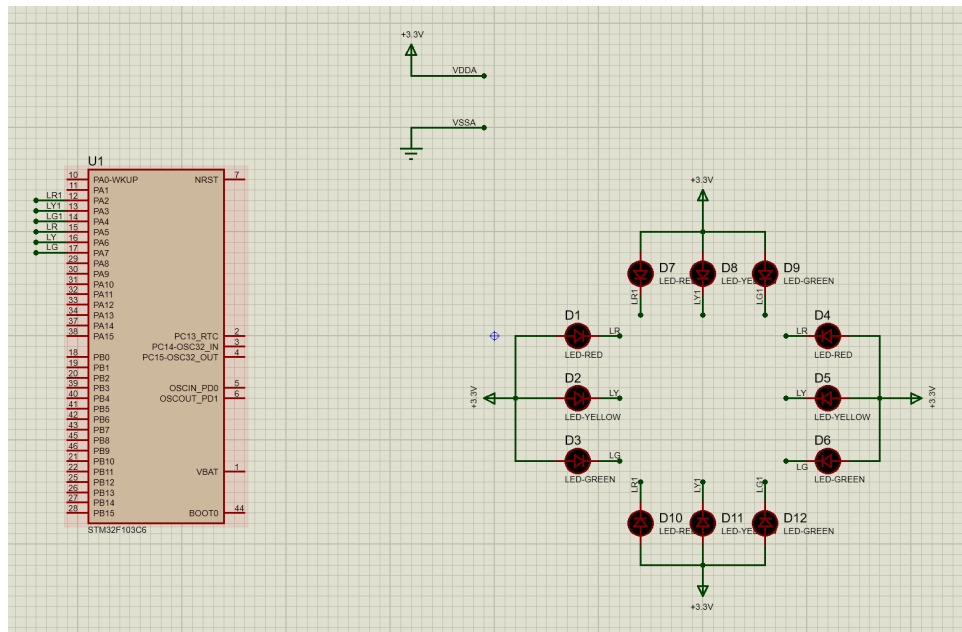 +3.3V
VDDA
VSSA
U1
10 PA0-WKUP NRST 7
11 PA1
LR1 12 PA2
LY1 13 PA3
LG1 14 PA4
LR 15 PA5
LY 16 PA6
LG 17 PA7
29 PA8
30 PA9
31 PA10
32 PA11
33 PA12
34 PA13
37 PA14
38 PA15 PC13_RTC 2
PC14-OSC32_IN 3
18 PB0 PC15-OSC32_OUT 4
19 PB1
20 PB2
39 PB3 OSCIN_PD0 5
40 PB4 OSCOUT_PD1 6
41 PB5
42 PB6
43 PB7
45 PB8
46 PB9
21 PB10
22 PB11 VBAT 1
25 PB12
26 PB13
27 PB14
28 PB15 BOOT0 44
STM32F103C6
+3.3V
D7 D8 D9
LED-RE LED-YE LED-GREEN
LR1 LY1 LG1
D1 LR
LED-RED
D4 LR
LED-RED
+3.3V
D2 LY
LED-YELLOW
D5 LY
LED-YELLOW
+3.3V
D3 LG
LED-GREEN
D6 LG
LED-GREEN
LR1 LY1 LG1
D10 D11 D12
LED-RE LED-YE LED-GREEN
+3.3V